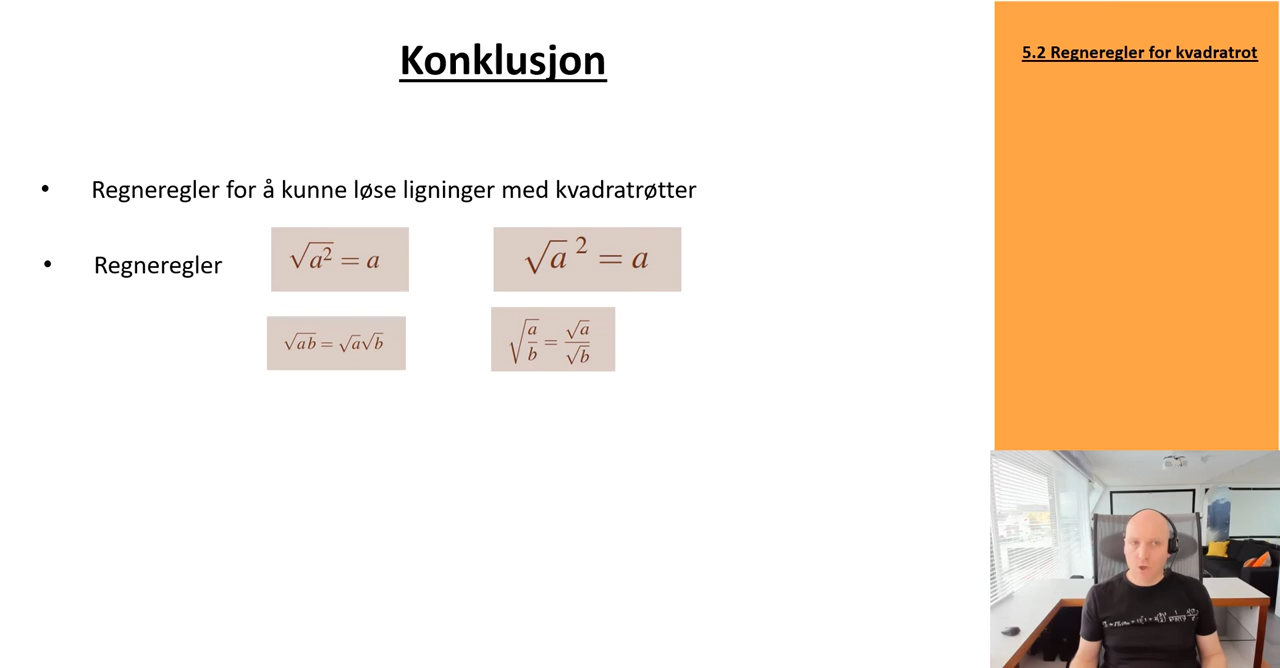 Konklusjon
5.2 Regneregler for kvadratrot
• Regneregler for å kunne løse ligninger med kvadratrøtter
• Regneregler
√a² = a
√a ² = a
√ab = √a√b
√(a/b) = √a/√b